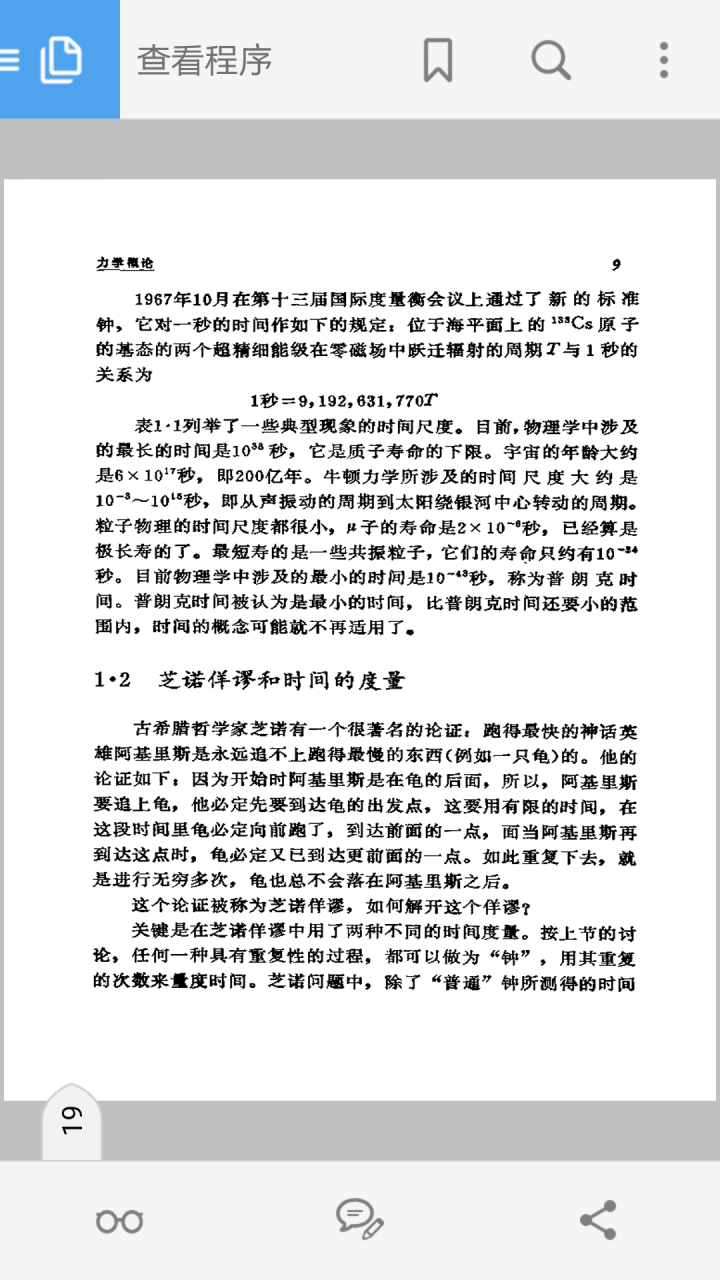 查看程序
力学概论 9
1967年10月在第十三届国际度量衡会议上通过了新的标准
钟，它对一秒的时间作如下的规定：位于海平面上的¹³³Cs原子
的基态的两个超精细能级在零磁场中跃迁辐射的周期T与1秒的
关系为
1秒=9,192,631,770T
表1·1列举了一些典型现象的时间尺度。目前，物理学中涉及
的最长的时间是10³⁸秒，它是质子寿命的下限。宇宙的年龄大约
是6×10¹⁷秒，即200亿年。牛顿力学所涉及的时间尺度大约是
10⁻³～10¹⁵秒，即从声振动的周期到太阳绕银河中心转动的周期。
粒子物理的时间尺度都很小，μ子的寿命是2×10⁻⁶秒，已经算是
极长寿的了。最短寿的是一些共振粒子，它们的寿命只约有10⁻²⁴
秒。目前物理学中涉及的最小的时间是10⁻⁴³秒，称为普朗克时
间。普朗克时间被认为是最小的时间，比普朗克时间还要小的范
围内，时间的概念可能就不再适用了。
1·2 芝诺佯谬和时间的度量
古希腊哲学家芝诺有一个很著名的论证：跑得最快的神话英
雄阿基里斯是永远追不上跑得最慢的东西(例如一只龟)的。他的
论证如下：因为开始时阿基里斯是在龟的后面，所以，阿基里斯
要追上龟，他必定先要到达龟的出发点，这要用有限的时间，在
这段时间里龟必定向前跑了，到达前面的一点，而当阿基里斯再
到达这点时，龟必定又已到达更前面的一点。如此重复下去，就
是进行无穷多次，龟也总不会落在阿基里斯之后。
这个论证被称为芝诺佯谬，如何解开这个佯谬？
关键是在芝诺佯谬中用了两种不同的时间度量。按上节的讨
论，任何一种具有重复性的过程，都可以做为“钟”，用其重复
的次数来量度时间。芝诺问题中，除了“普通”钟所测得的时间
19